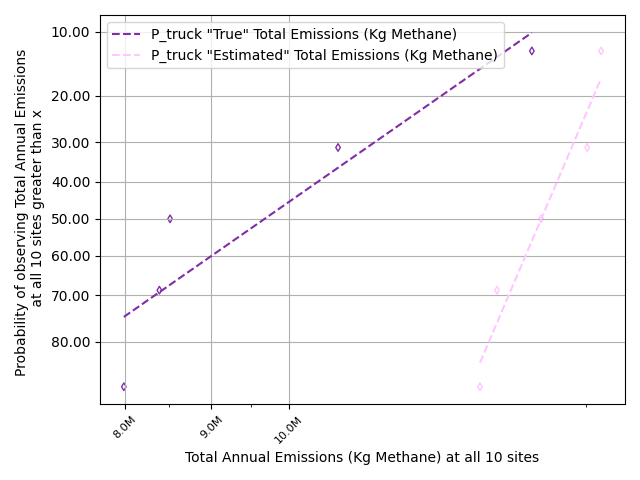 P_truck "True" Total Emissions (Kg Methane)
P_truck "Estimated" Total Emissions (Kg Methane)
10.00
20.00
30.00
40.00
50.00
60.00
70.00
80.00
Probability of observing Total Annual Emissions
at all 10 sites greater than x
8.0M
9.0M
10.0M
Total Annual Emissions (Kg Methane) at all 10 sites